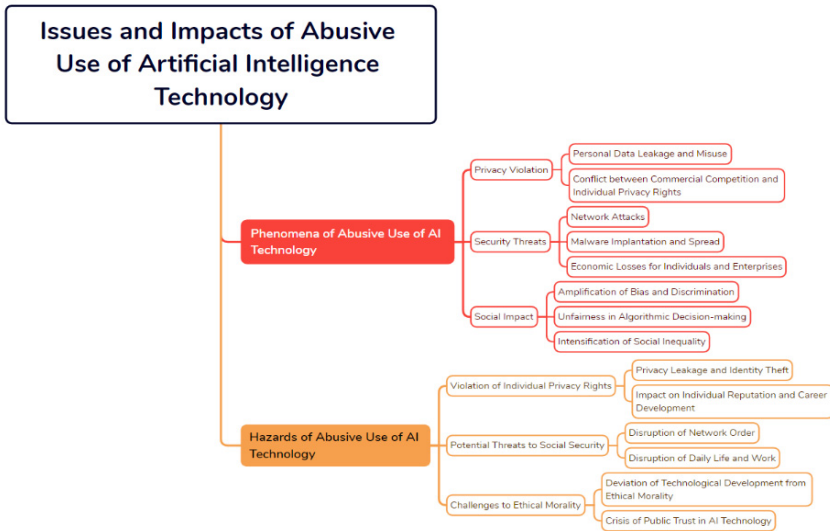 Issues and Impacts of Abusive
Use of Artificial Intelligence
Technology
Phenomena of Abusive Use of AI
Technology
Privacy Violation
Personal Data Leakage and Misuse
Conflict between Commercial Competition and
Individual Privacy Rights
Security Threats
Network Attacks
Malware Implantation and Spread
Economic Losses for Individuals and Enterprises
Social Impact
Amplification of Bias and Discrimination
Unfairness in Algorithmic Decision-making
Intensification of Social Inequality
Hazards of Abusive Use of AI
Technology
Violation of Individual Privacy Rights
Privacy Leakage and Identity Theft
Impact on Individual Reputation and Career
Development
Potential Threats to Social Security
Disruption of Network Order
Disruption of Daily Life and Work
Challenges to Ethical Morality
Deviation of Technological Development from
Ethical Morality
Crisis of Public Trust in AI Technology